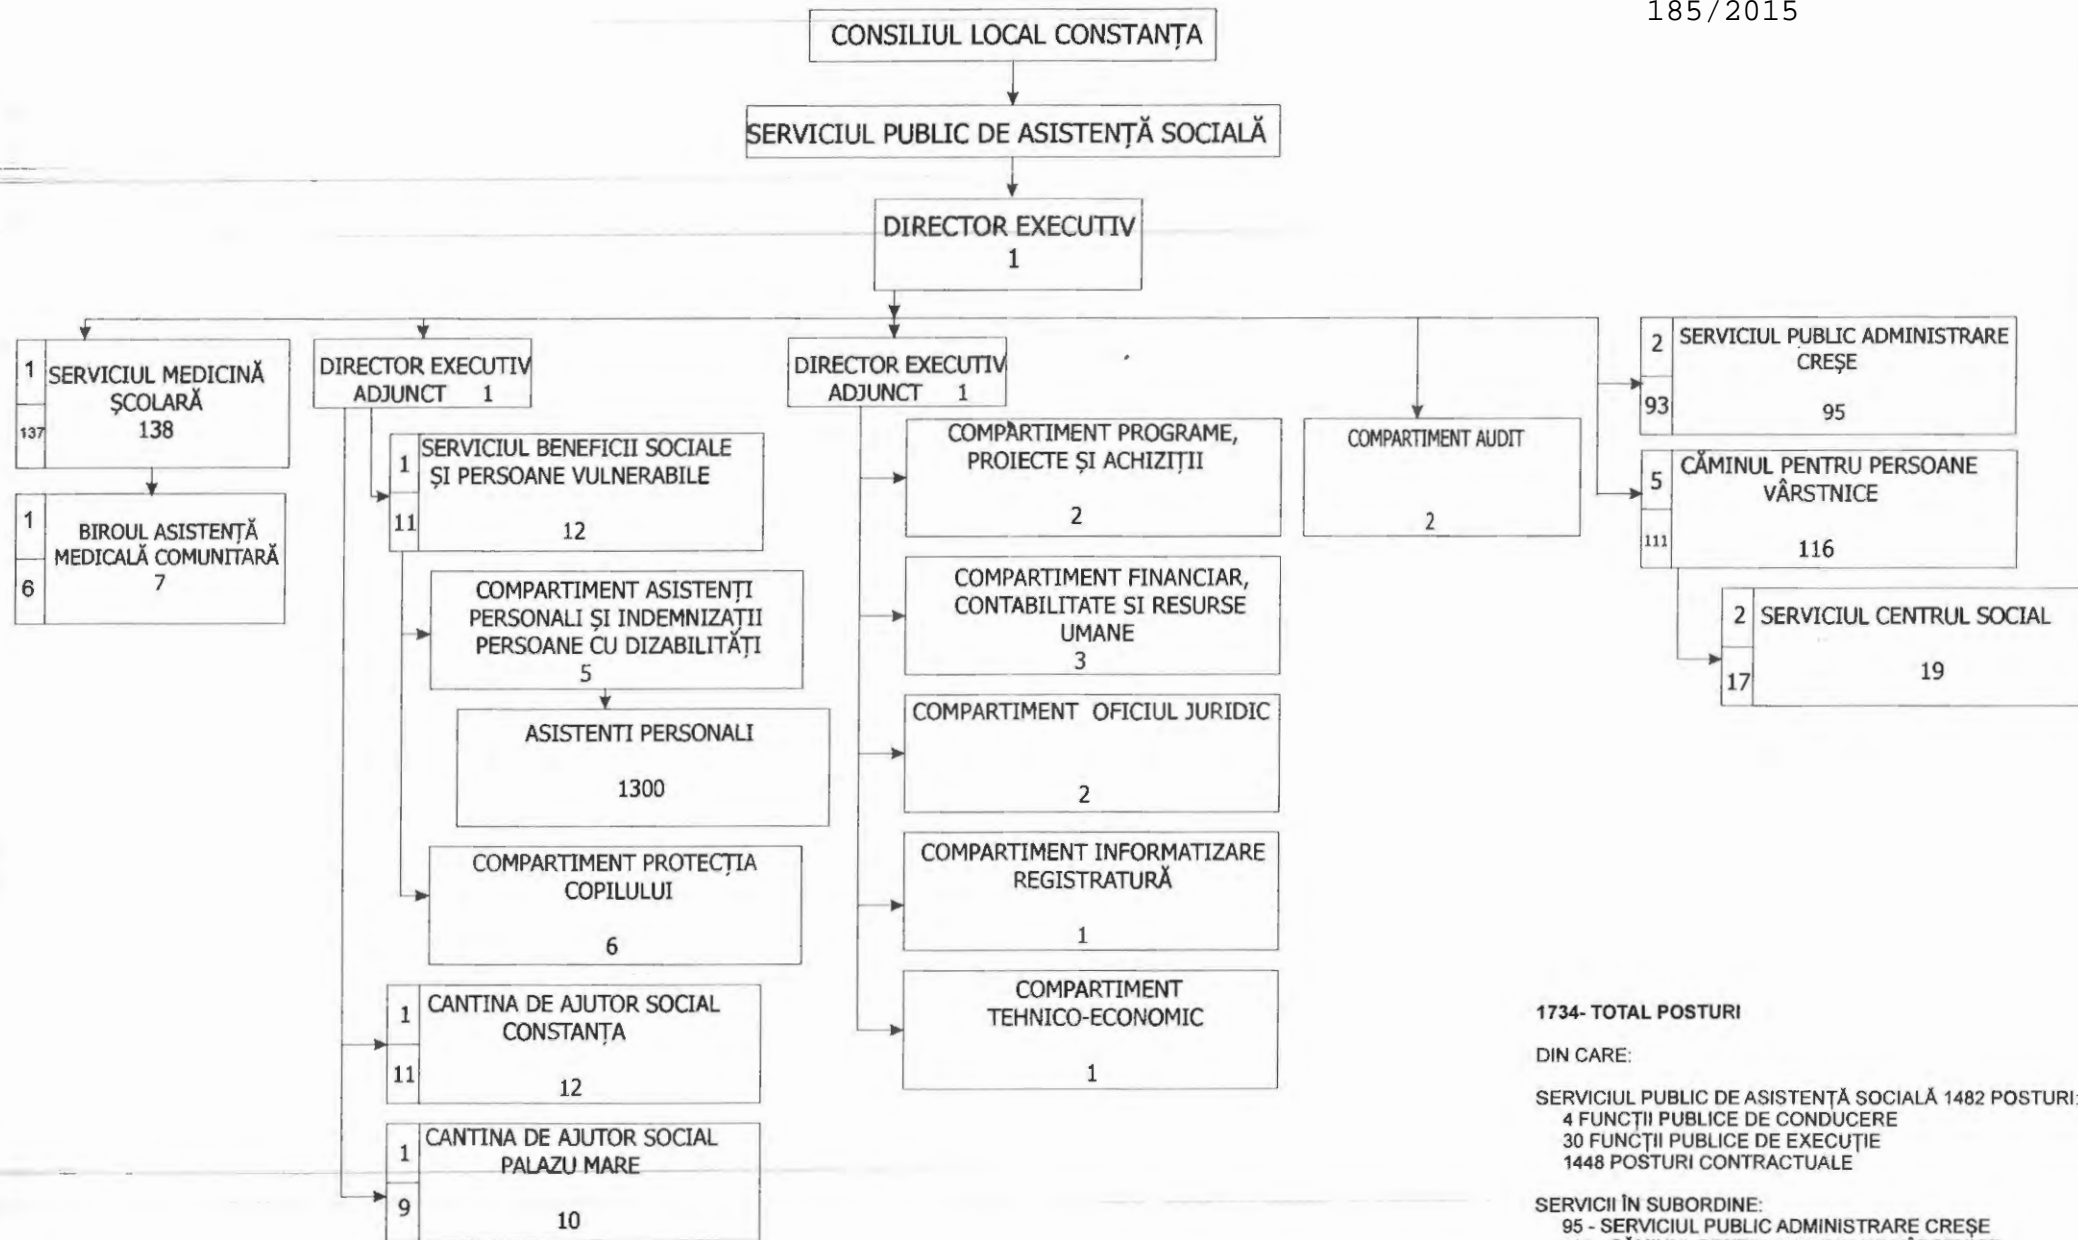 185/2015
CONSILIUL LOCAL CONSTANȚA
SERVICIUL PUBLIC DE ASISTENȚĂ SOCIALĂ
DIRECTOR EXECUTIV
1
1
137
SERVICIUL MEDICINĂ
ȘCOLARĂ
138
1
6
BIROUL ASISTENȚĂ
MEDICALĂ COMUNITARĂ
7
DIRECTOR EXECUTIV
ADJUNCT 1
1
11
SERVICIUL BENEFICII SOCIALE
ȘI PERSOANE VULNERABILE
12
COMPARTIMENT ASISTENȚI
PERSONALI ȘI INDEMNIZAȚII
PERSOANE CU DIZABILITĂȚI
5
ASISTENTI PERSONALI
1300
COMPARTIMENT PROTECȚIA
COPILULUI
6
1
11
CANTINA DE AJUTOR SOCIAL
CONSTANȚA
12
1
9
CANTINA DE AJUTOR SOCIAL
PALAZU MARE
10
DIRECTOR EXECUTIV
ADJUNCT 1
COMPARTIMENT PROGRAME,
PROIECTE ȘI ACHIZIȚII
2
COMPARTIMENT FINANCIAR,
CONTABILITATE SI RESURSE
UMANE
3
COMPARTIMENT OFICIUL JURIDIC
2
COMPARTIMENT INFORMATIZARE
REGISTRATURĂ
1
COMPARTIMENT
TEHNICO-ECONOMIC
1
COMPARTIMENT AUDIT
2
2
93
SERVICIUL PUBLIC ADMINISTRARE
CREȘE
95
5
111
CĂMINUL PENTRU PERSOANE
VÂRSTNICE
116
2
17
SERVICIUL CENTRUL SOCIAL
19
1734- TOTAL POSTURI
DIN CARE:
SERVICIUL PUBLIC DE ASISTENȚĂ SOCIALĂ 1482 POSTURI:
4 FUNCȚII PUBLICE DE CONDUCERE
30 FUNCȚII PUBLICE DE EXECUȚIE
1448 POSTURI CONTRACTUALE
SERVICII ÎN SUBORDINE:
95 - SERVICIUL PUBLIC ADMINISTRARE CREȘE